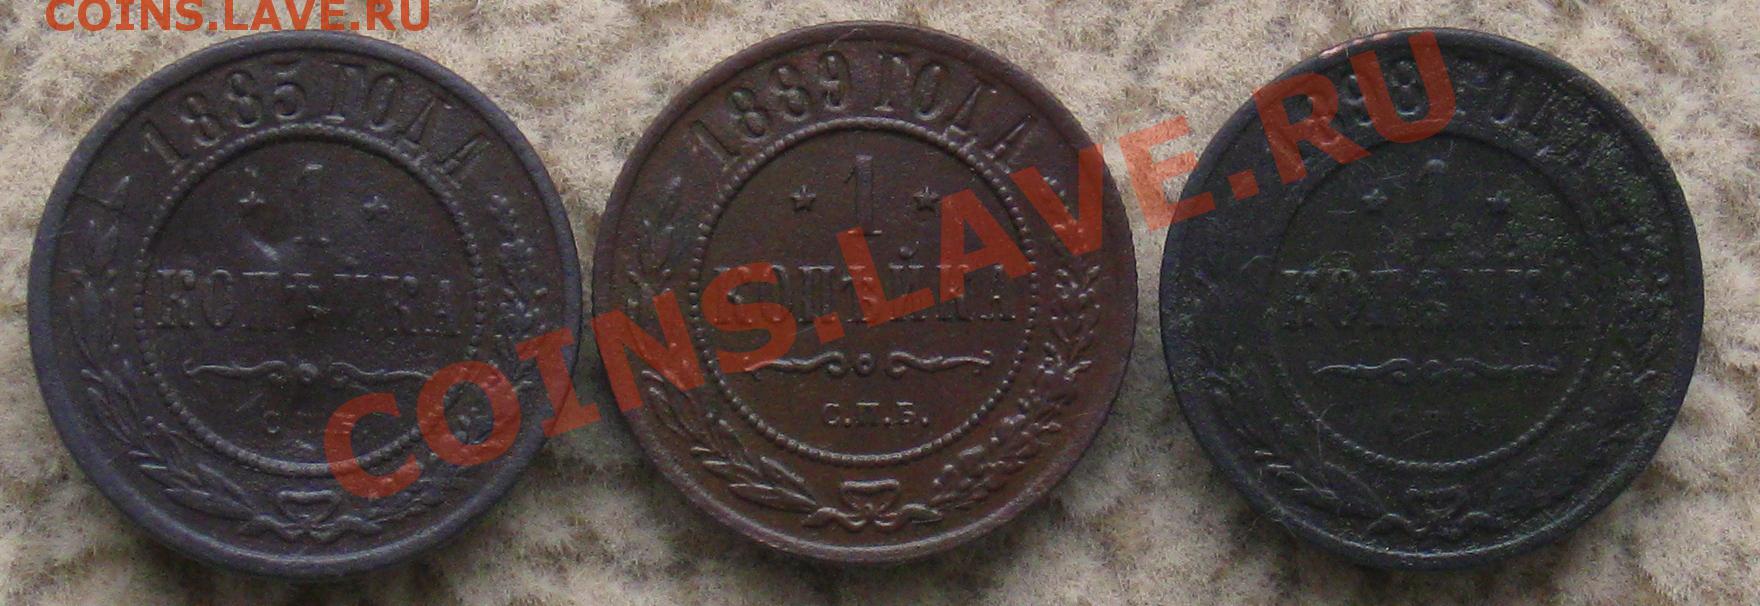 COINS.LAVE.RU
1885 ГОДА
1
КОПѢЙКА
1889 ГОДА
1
КОПѢЙКА
С.П.Б.
ГОДА
КОПѢЙКА
COINS.LAVE.RU